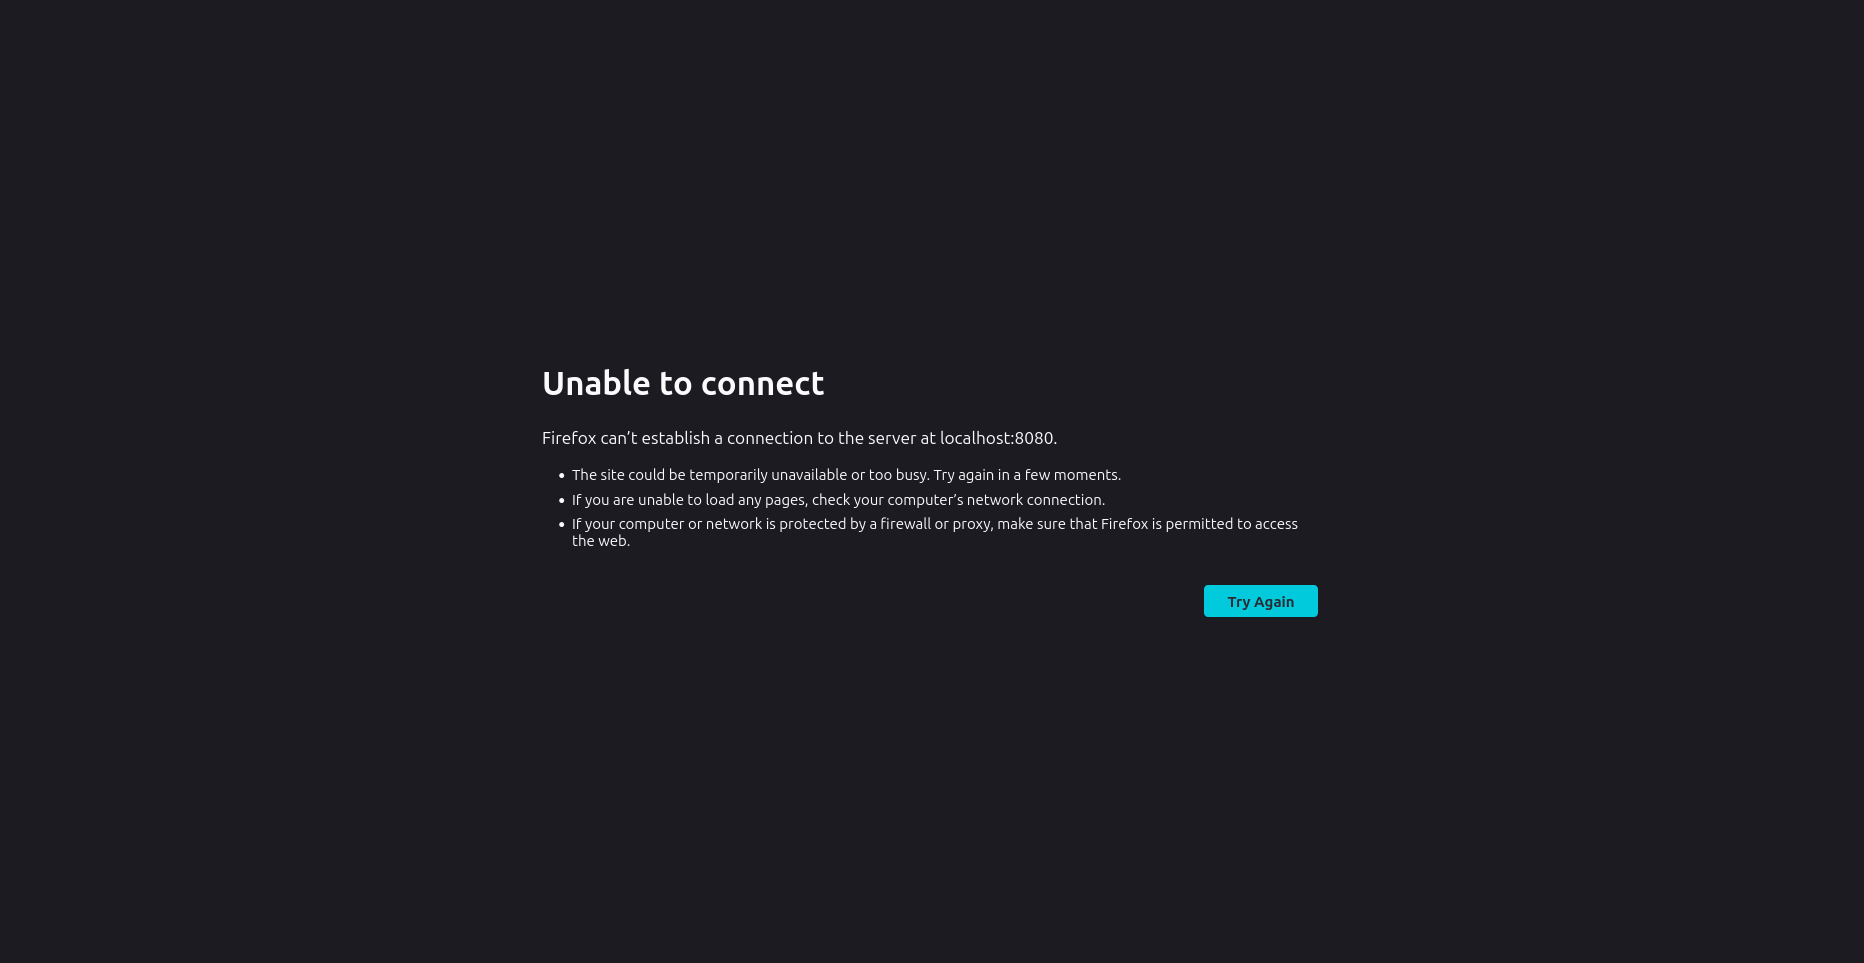 Unable to connect
Firefox can’t establish a connection to the server at localhost:8080.
• The site could be temporarily unavailable or too busy. Try again in a few moments.
• If you are unable to load any pages, check your computer’s network connection.
• If your computer or network is protected by a firewall or proxy, make sure that Firefox is permitted to access
the web.
Try Again